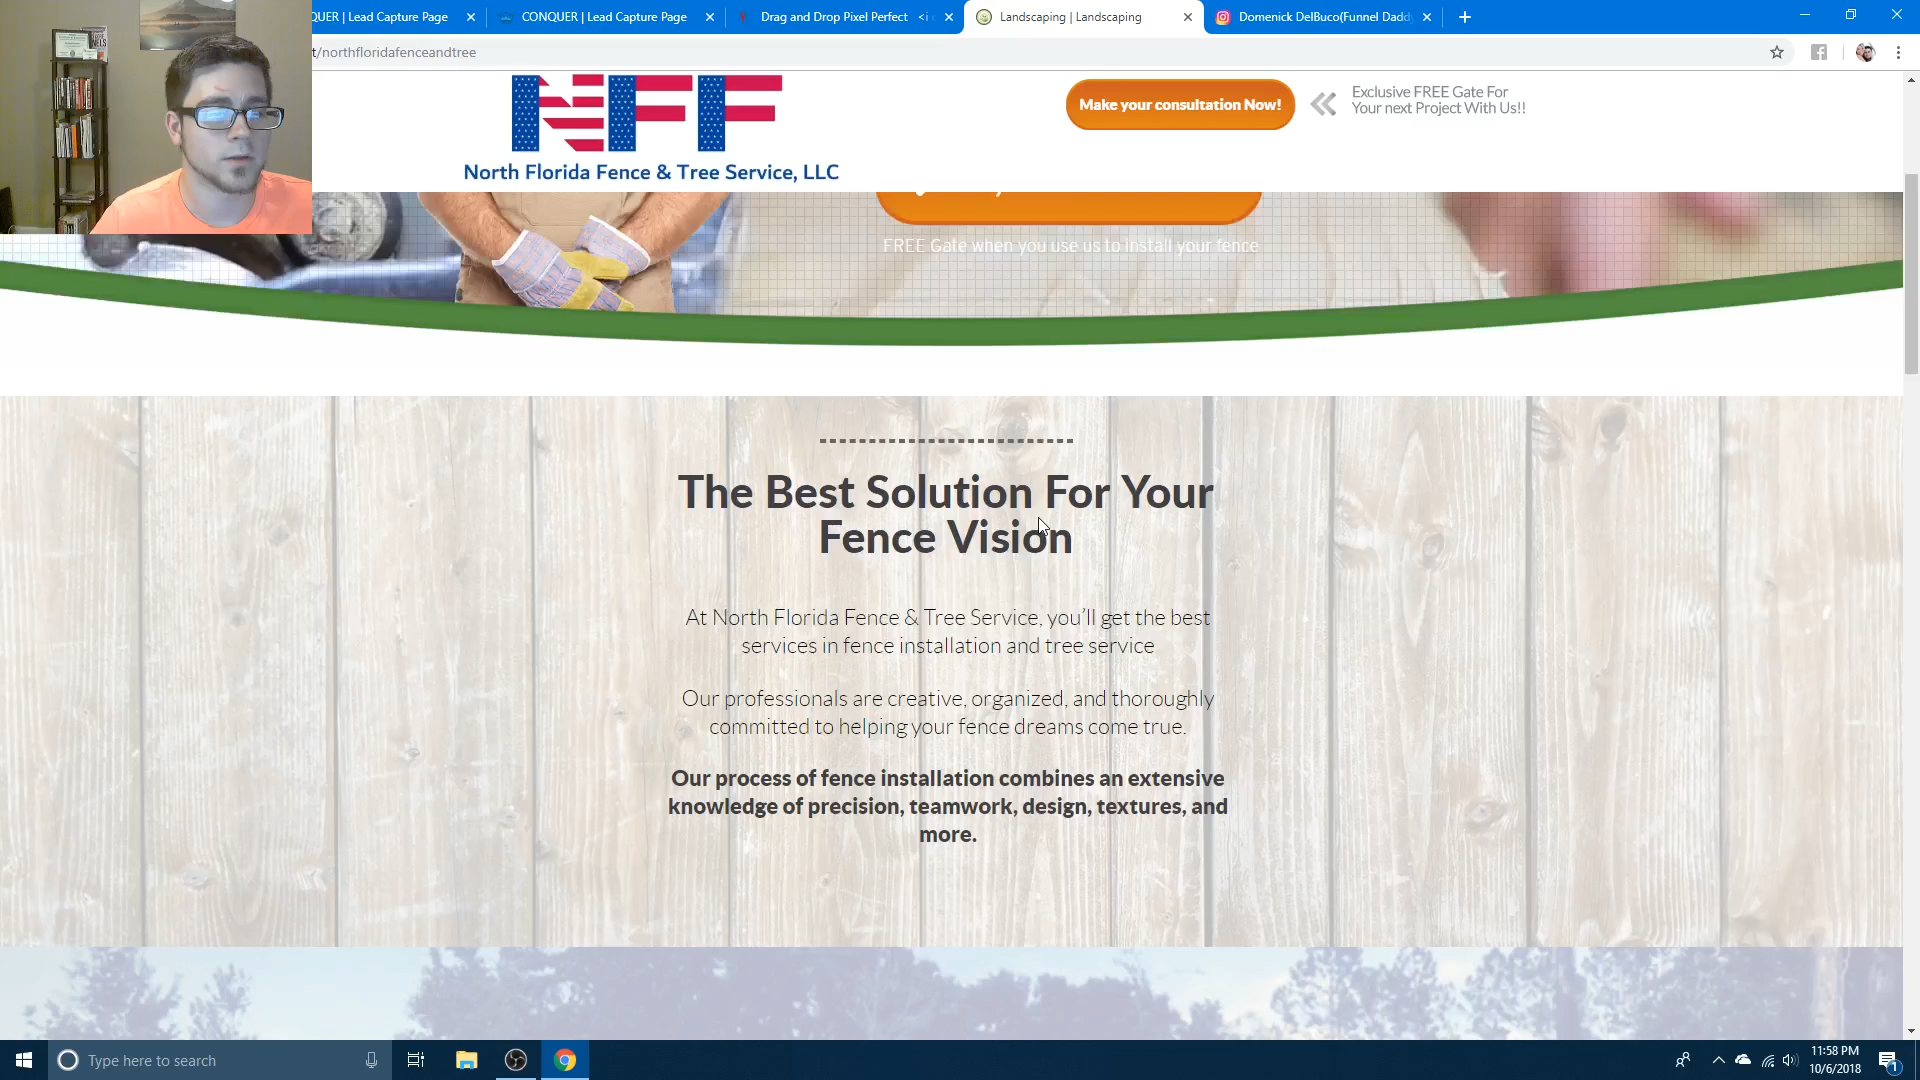 QUER | Lead Capture Page
CONQUER | Lead Capture Page
Drag and Drop Pixel Perfect <i
Landscaping | Landscaping
Domenick DelBuco(Funnel Dadd
t/northfloridafenceandtree
NFF
North Florida Fence & Tree Service, LLC
Make your consultation Now!
Exclusive FREE Gate For
Your next Project With Us!!
FREE Gate when you use us to install your fence
The Best Solution For Your
Fence Vision
At North Florida Fence & Tree Service, you'll get the best
services in fence installation and tree service
Our professionals are creative, organized, and thoroughly
committed to helping your fence dreams come true.
Our process of fence installation combines an extensive
knowledge of precision, teamwork, design, textures, and
more.
Type here to search
11:58 PM
10/6/2018
1